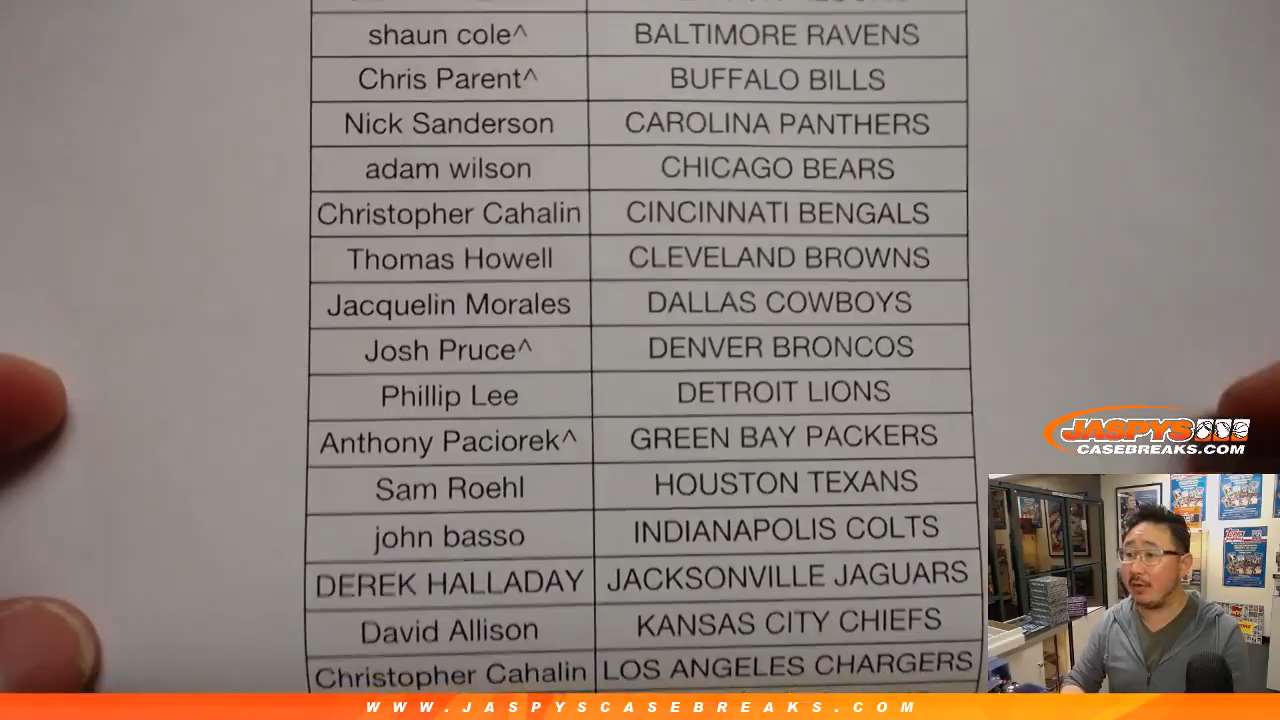 shaun cole^ BALTIMORE RAVENS
Chris Parent^ BUFFALO BILLS
Nick Sanderson CAROLINA PANTHERS
adam wilson CHICAGO BEARS
Christopher Cahalin CINCINNATI BENGALS
Thomas Howell CLEVELAND BROWNS
Jacquelin Morales DALLAS COWBOYS
Josh Pruce^ DENVER BRONCOS
Phillip Lee DETROIT LIONS
Anthony Paciorek^ GREEN BAY PACKERS
Sam Roehl HOUSTON TEXANS
john basso INDIANAPOLIS COLTS
DEREK HALLADAY JACKSONVILLE JAGUARS
David Allison KANSAS CITY CHIEFS
Christopher Cahalin LOS ANGELES CHARGERS
JASPYS
CASEBREAKS.COM
WWW.JASPYSCASEBREAKS.COM